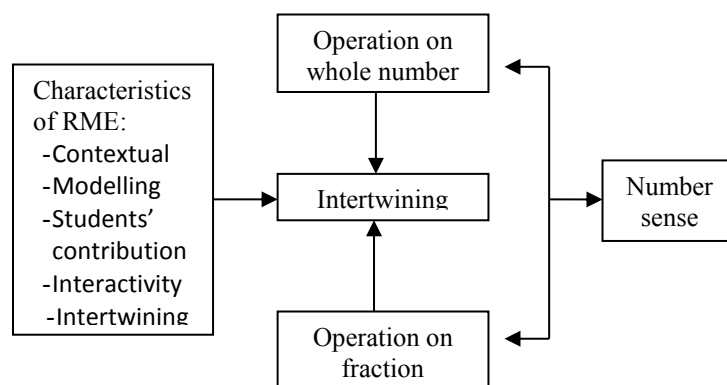 Operation on
whole number
Characteristics
of RME:
-Contextual
-Modelling
-Students’
contribution
-Interactivity
-Intertwining
Intertwining
Number
sense
Operation on
fraction